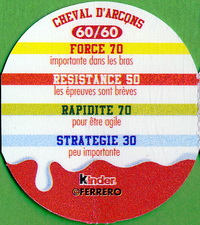 CHEVAL D'ARÇONS
60/60
FORCE 70
importante dans les bras
RESISTANCE 50
les épreuves sont brèves
RAPIDITE 70
pour être agile
STRATEGIE 30
peu importante
Kinder
©FERRERO